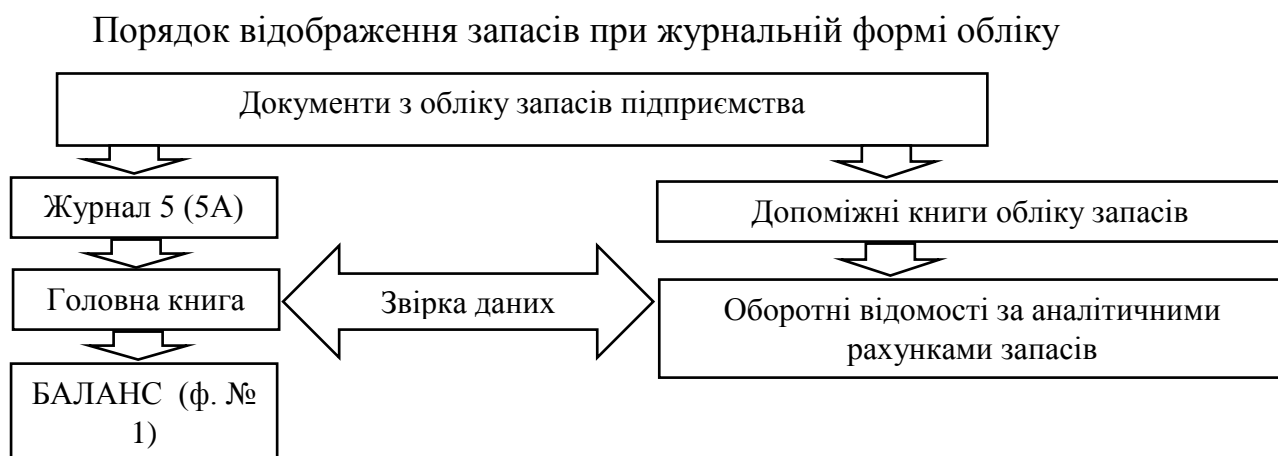 Порядок відображення запасів при журнальній формі обліку
Документи з обліку запасів підприємства
Журнал 5 (5А)
Допоміжні книги обліку запасів
Головна книга
Звірка даних
Оборотні відомості за аналітичними
рахунками запасів
БАЛАНС (ф. №
1)